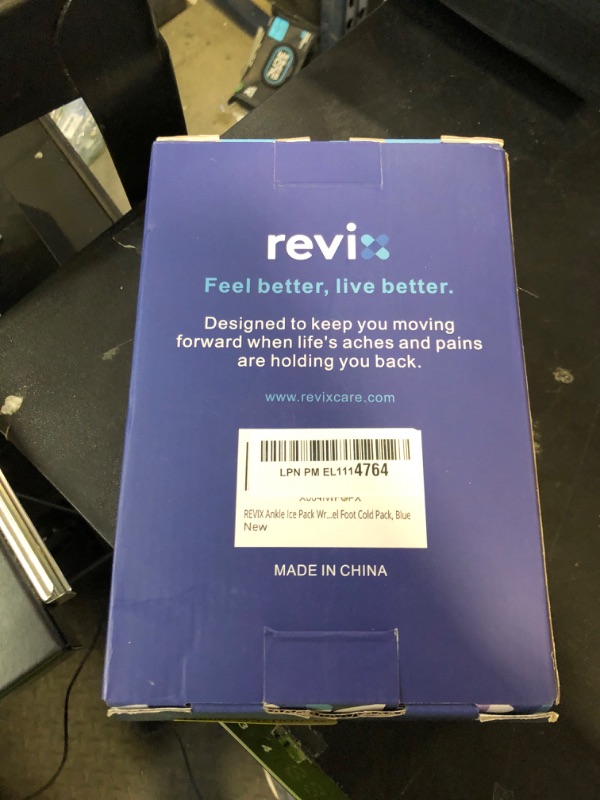 revix
Feel better, live better.
Designed to keep you moving
forward when life's aches and pains
are holding you back.
www.revixcare.com
LPN PM EL1114764
REVIX Ankle Ice Pack Wr...el Foot Cold Pack, Blue
New
MADE IN CHINA
3
4